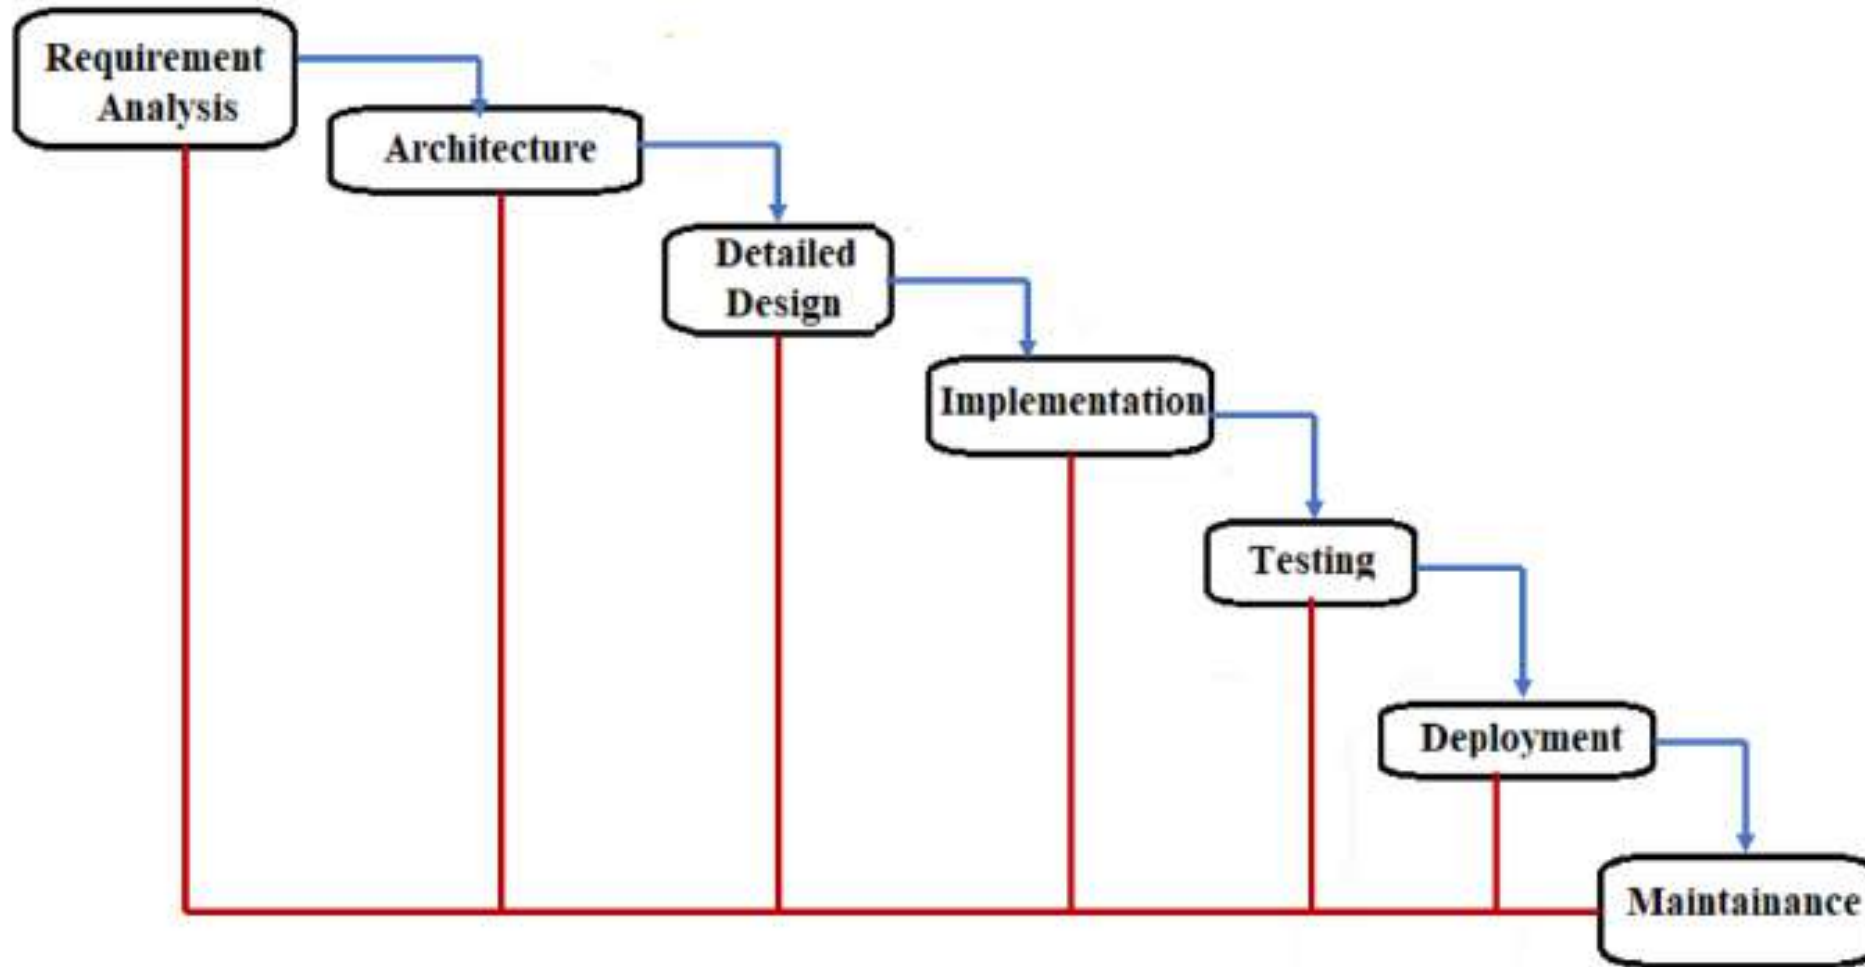 Requirement
Analysis
Architecture
Detailed
Design
Implementation
Testing
Deployment
Maintainance